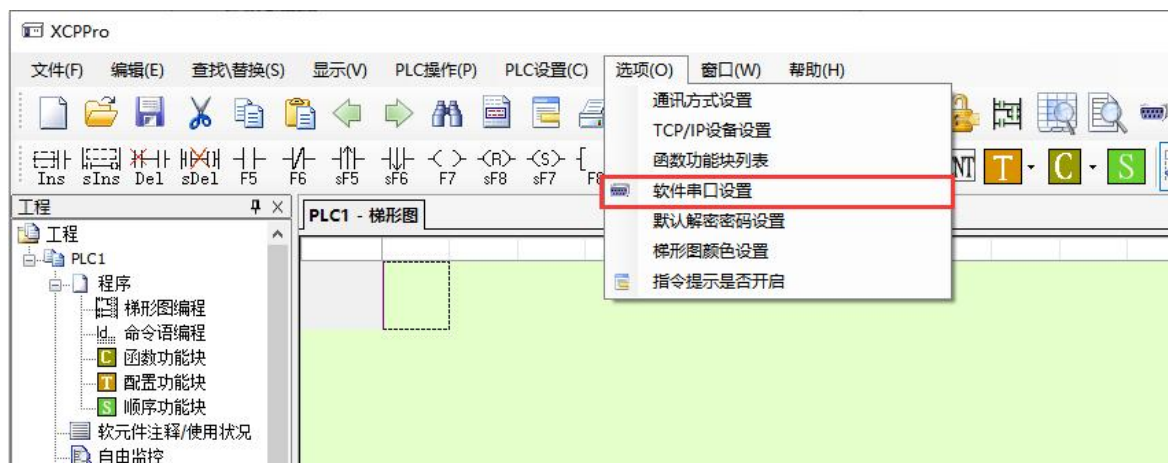 XCPPro
文件(F) 编辑(E) 查找\替换(S) 显示(V) PLC操作(P) PLC设置(C) 选项(O) 窗口(W) 帮助(H)
通讯方式设置
TCP/IP设备设置
函数功能块列表
软件串口设置
默认解密密码设置
梯形图颜色设置
指令提示是否开启
Ins sIns Del sDel F5 F6 sF5 sF6 F7 sF8 sF7 F8
T C S
工程
PLC1 - 梯形图
工程
PLC1
程序
梯形图编程
命令语编程
C 函数功能块
T 配置功能块
S 顺序功能块
软元件注释/使用状况
自由监控